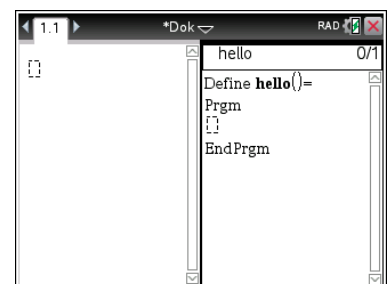 1.1 *Dok RAD
hello 0/1
Define hello()=
Prgm
EndPrgm